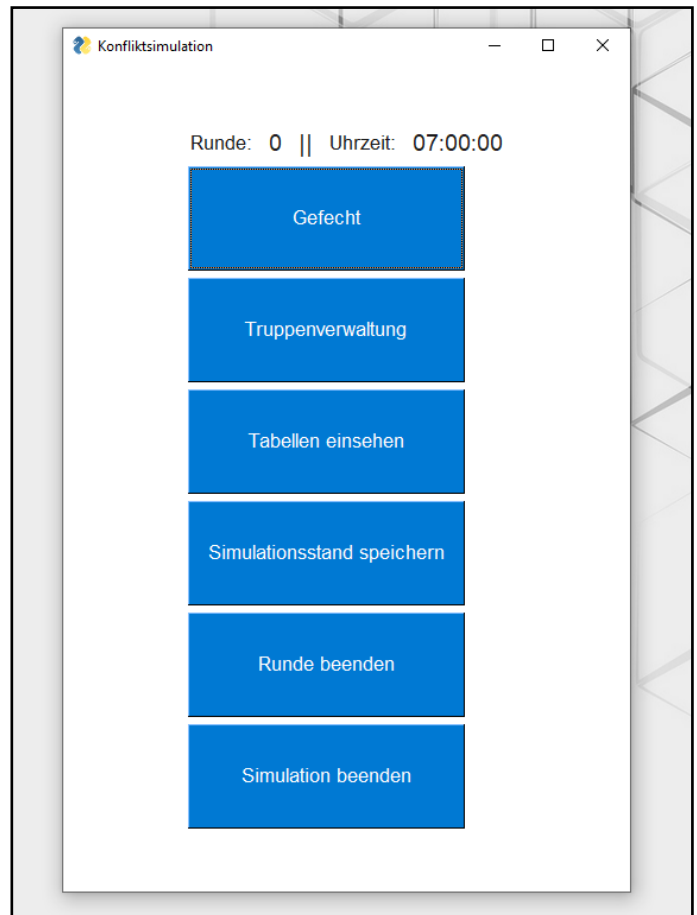 Konfliktsimulation
Runde: 0 || Uhrzeit: 07:00:00
Gefecht
Truppenverwaltung
Tabellen einsehen
Simulationsstand speichern
Runde beenden
Simulation beenden